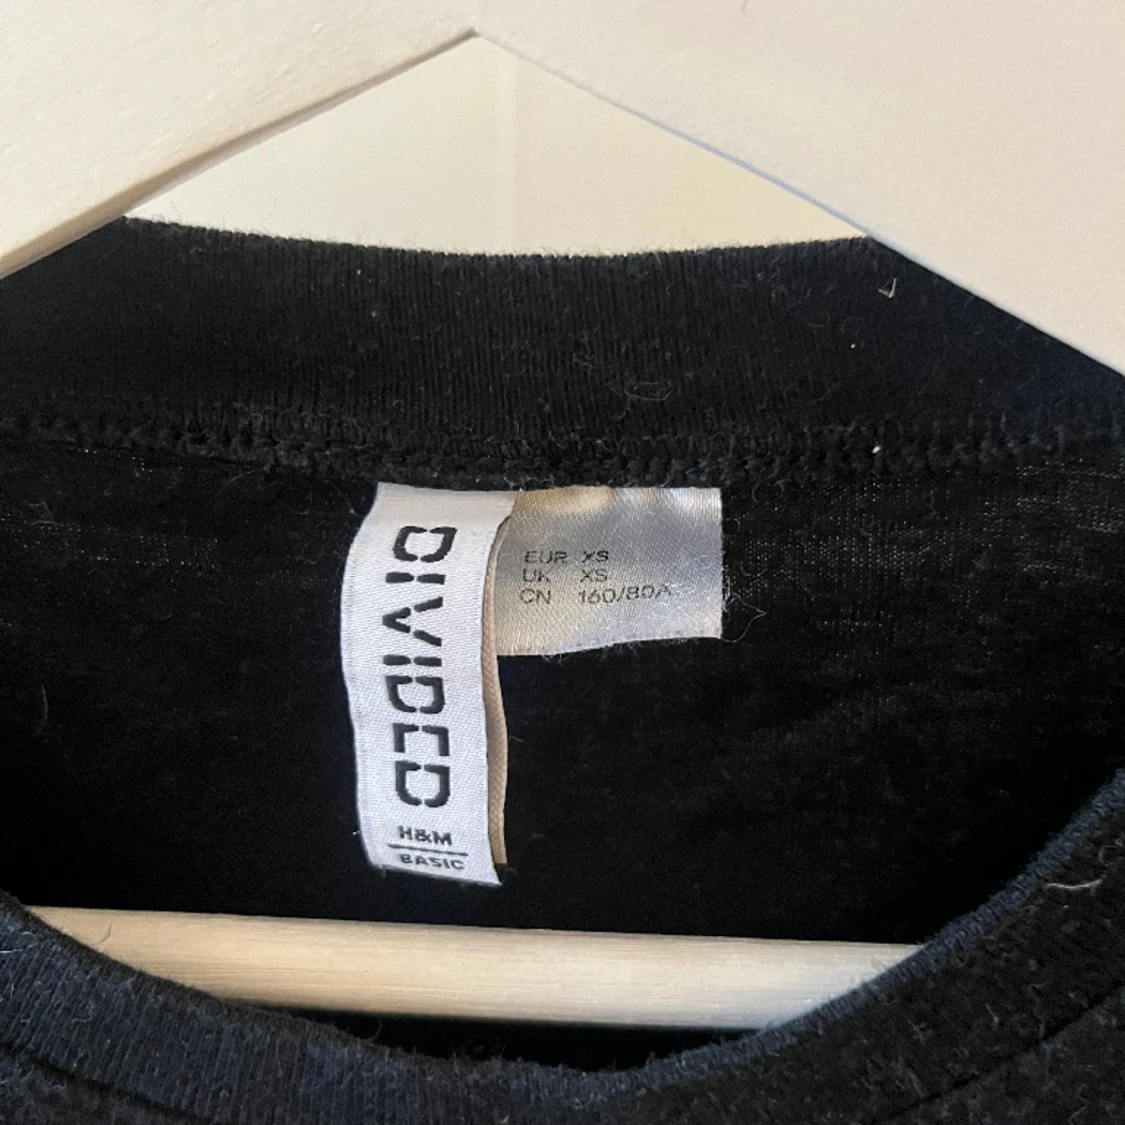 DIVIDED
H&M
BASIC
EUR XS
UK XS
CN 160/80A